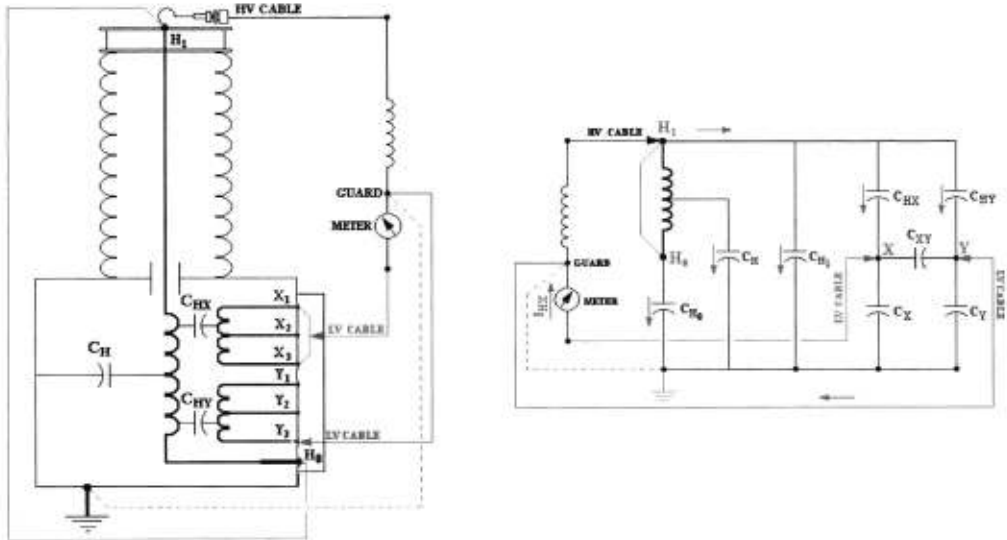 HV CABLE
H1
GUARD
METER
X1
CHX
X2
LV CABLE
X3
CH
Y1
CHY
Y2
Y3
LV CABLE
H0
HV CABLE
H1
CHX
CHY
CXY
X
Y
H0
CH
CH1
GUARD
METER
IHX
CH0
LV CABLE
CX
CY
LV CABLE